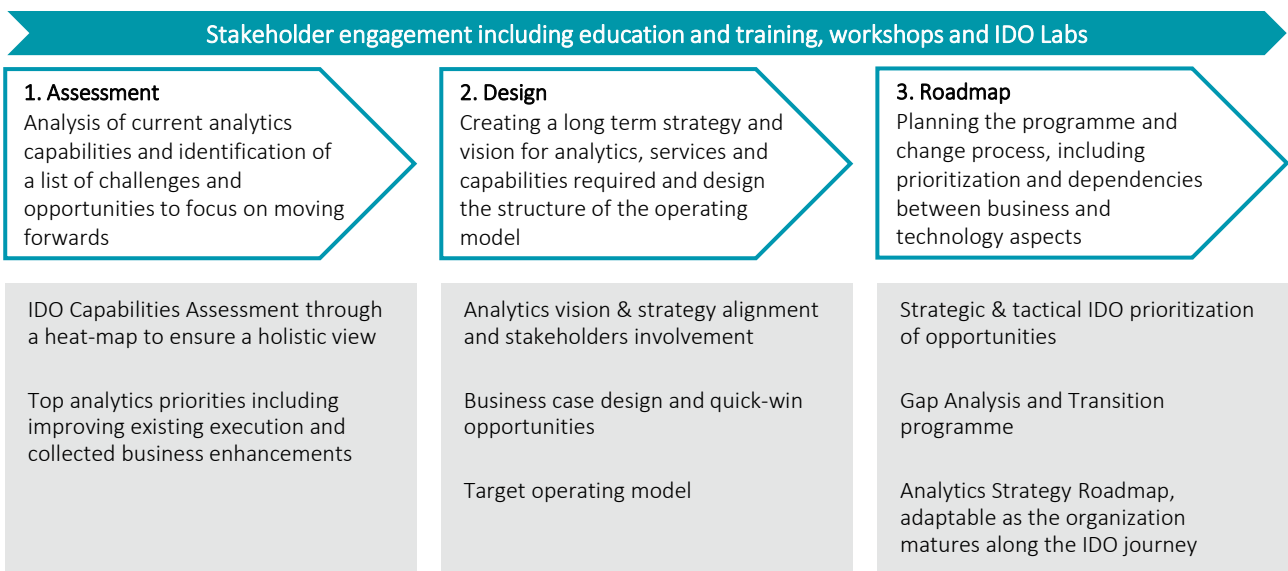 Stakeholder engagement including education and training, workshops and IDO Labs
1. Assessment
Analysis of current analytics
capabilities and identification of
a list of challenges and
opportunities to focus on moving
forwards
2. Design
Creating a long term strategy and
vision for analytics, services and
capabilities required and design
the structure of the operating
model
3. Roadmap
Planning the programme and
change process, including
prioritization and dependencies
between business and
technology aspects
IDO Capabilities Assessment through
a heat-map to ensure a holistic view
Top analytics priorities including
improving existing execution and
collected business enhancements
Analytics vision & strategy alignment
and stakeholders involvement
Business case design and quick-win
opportunities
Target operating model
Strategic & tactical IDO prioritization
of opportunities
Gap Analysis and Transition
programme
Analytics Strategy Roadmap,
adaptable as the organization
matures along the IDO journey